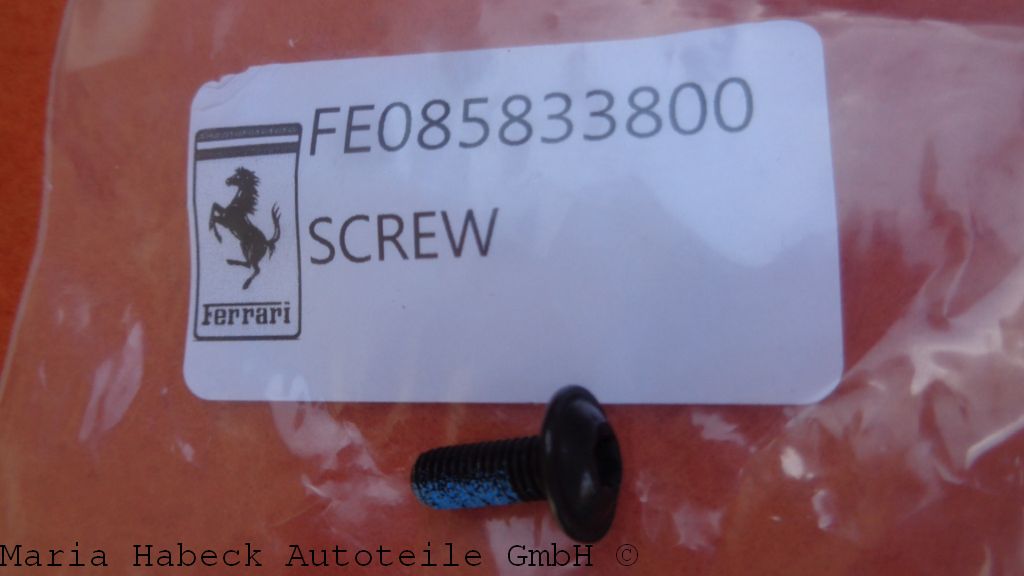 FE085833800
SCREW
Ferrari
Maria Habeck Autoteile GmbH ©